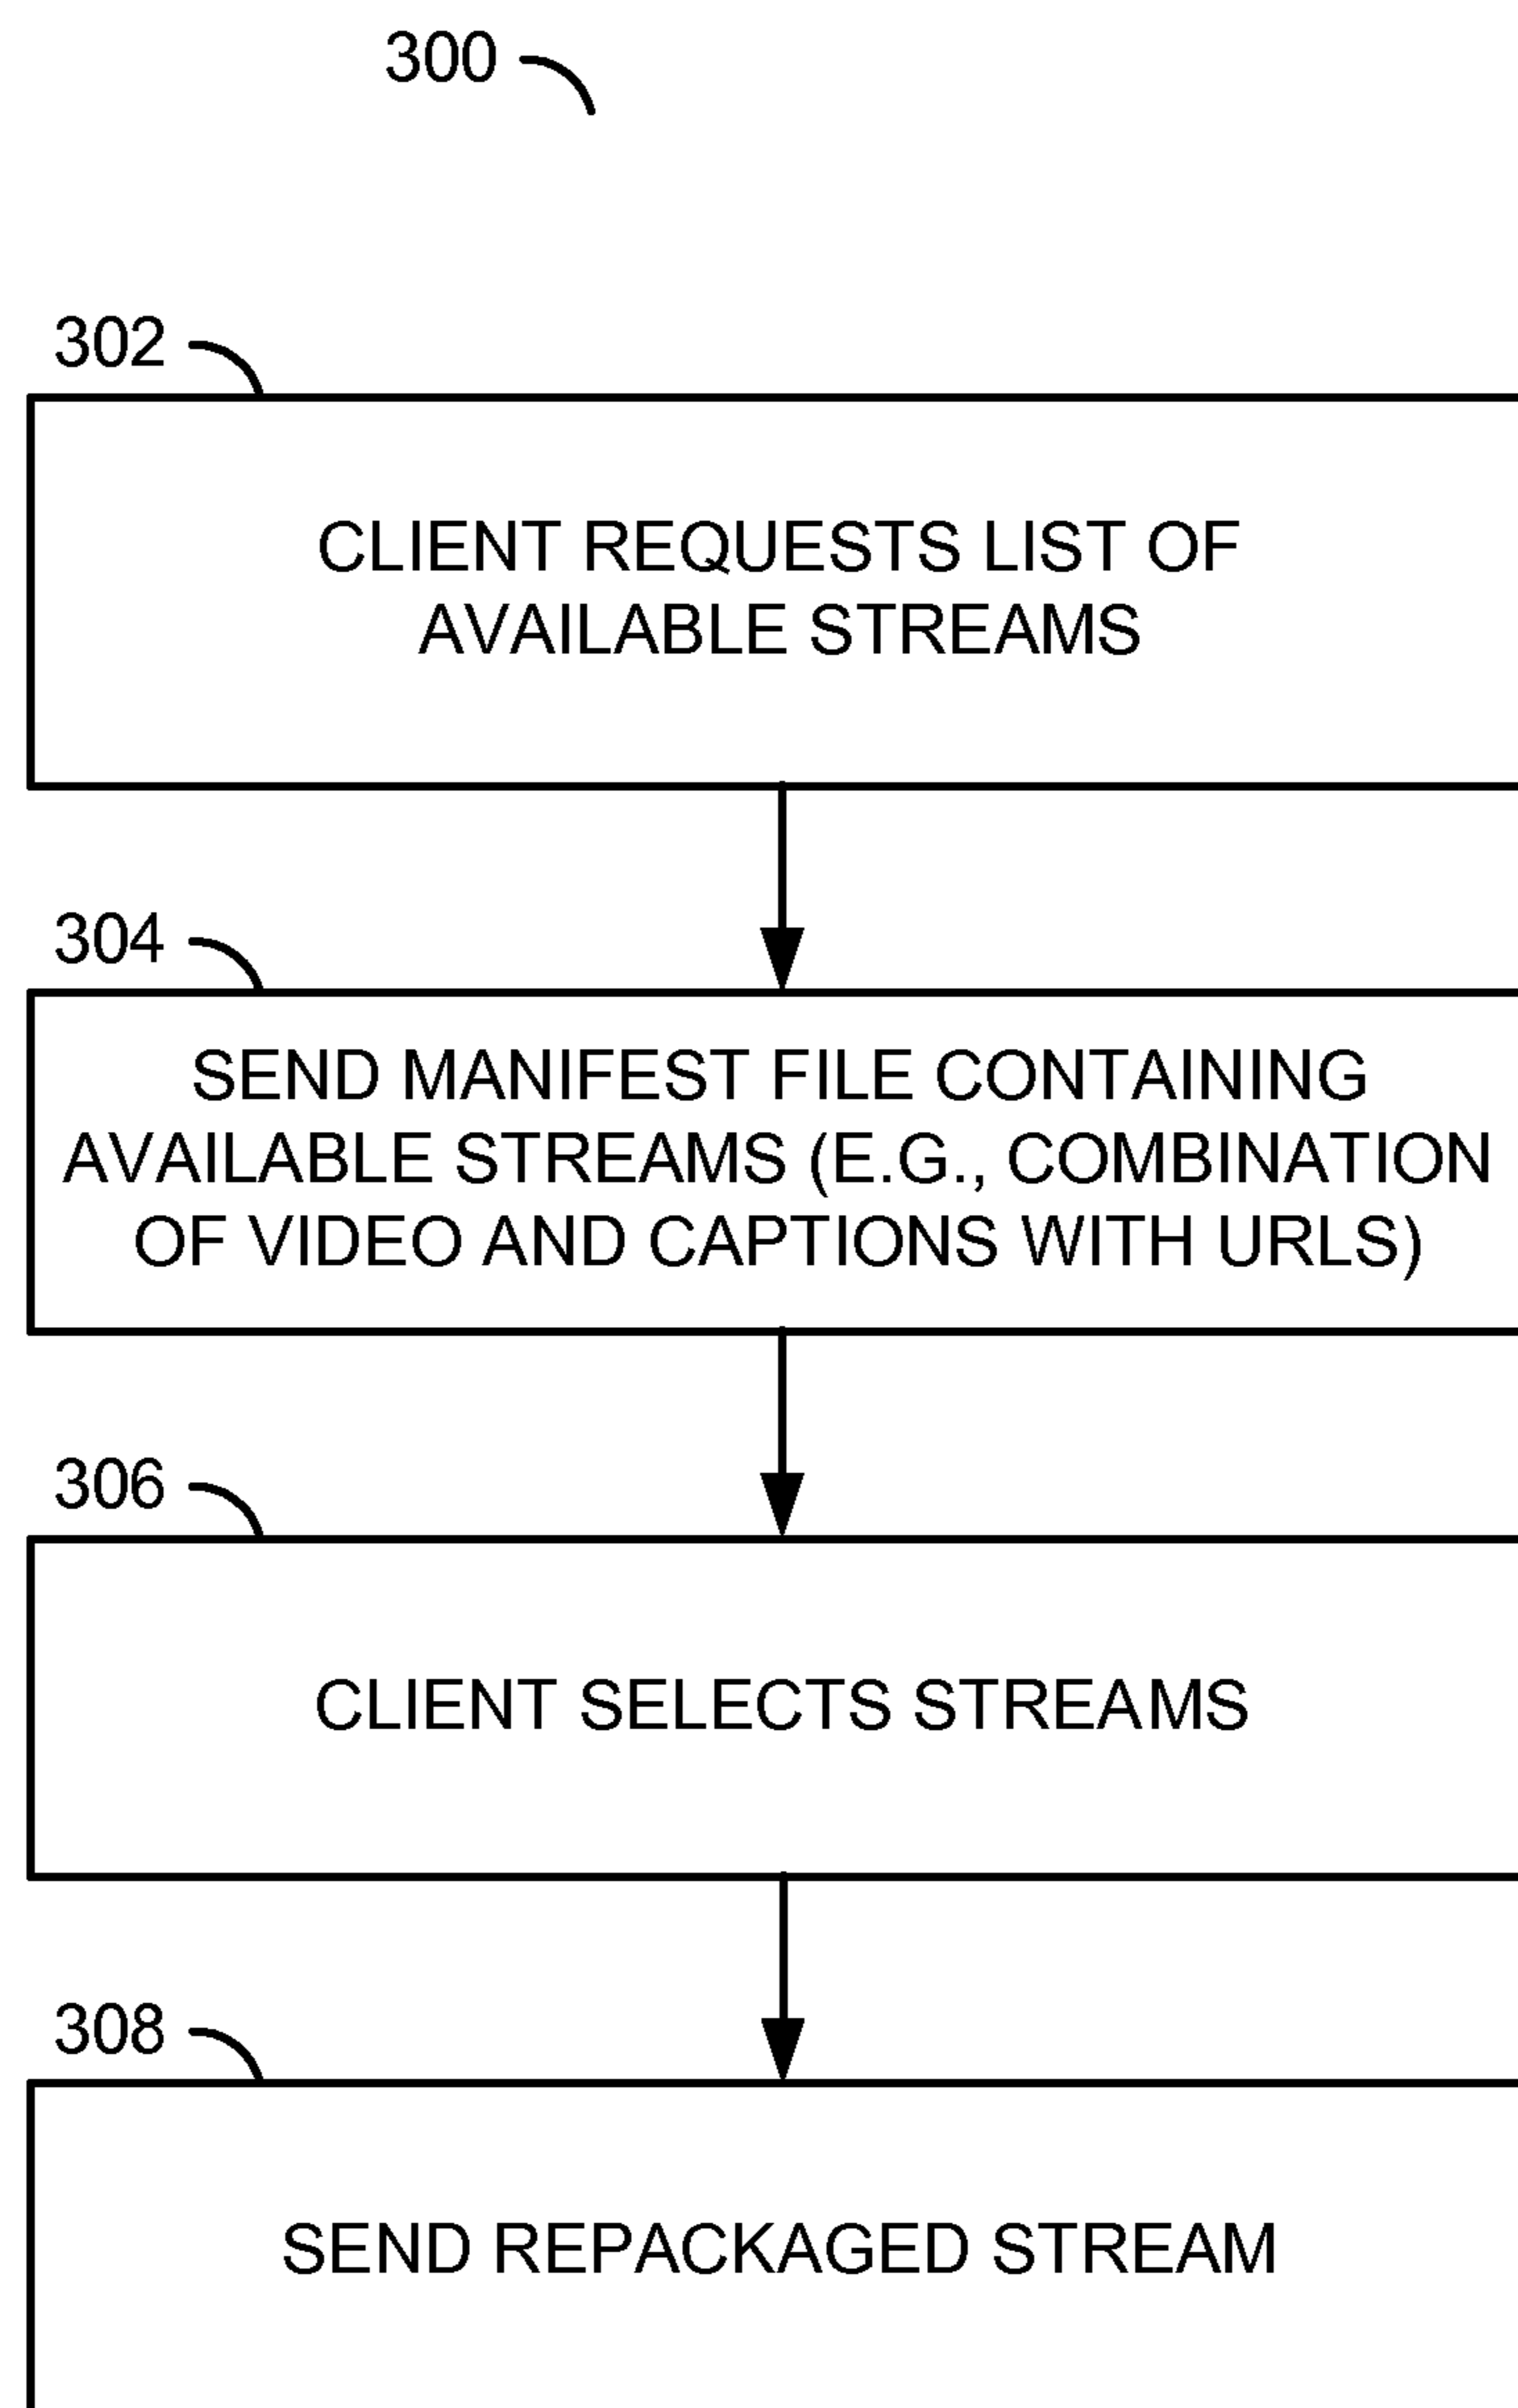 300
302
CLIENT REQUESTS LIST OF
AVAILABLE STREAMS
304
SEND MANIFEST FILE CONTAINING
AVAILABLE STREAMS (E.G., COMBINATION
OF VIDEO AND CAPTIONS WITH URLS)
306
CLIENT SELECTS STREAMS
308
SEND REPACKAGED STREAM